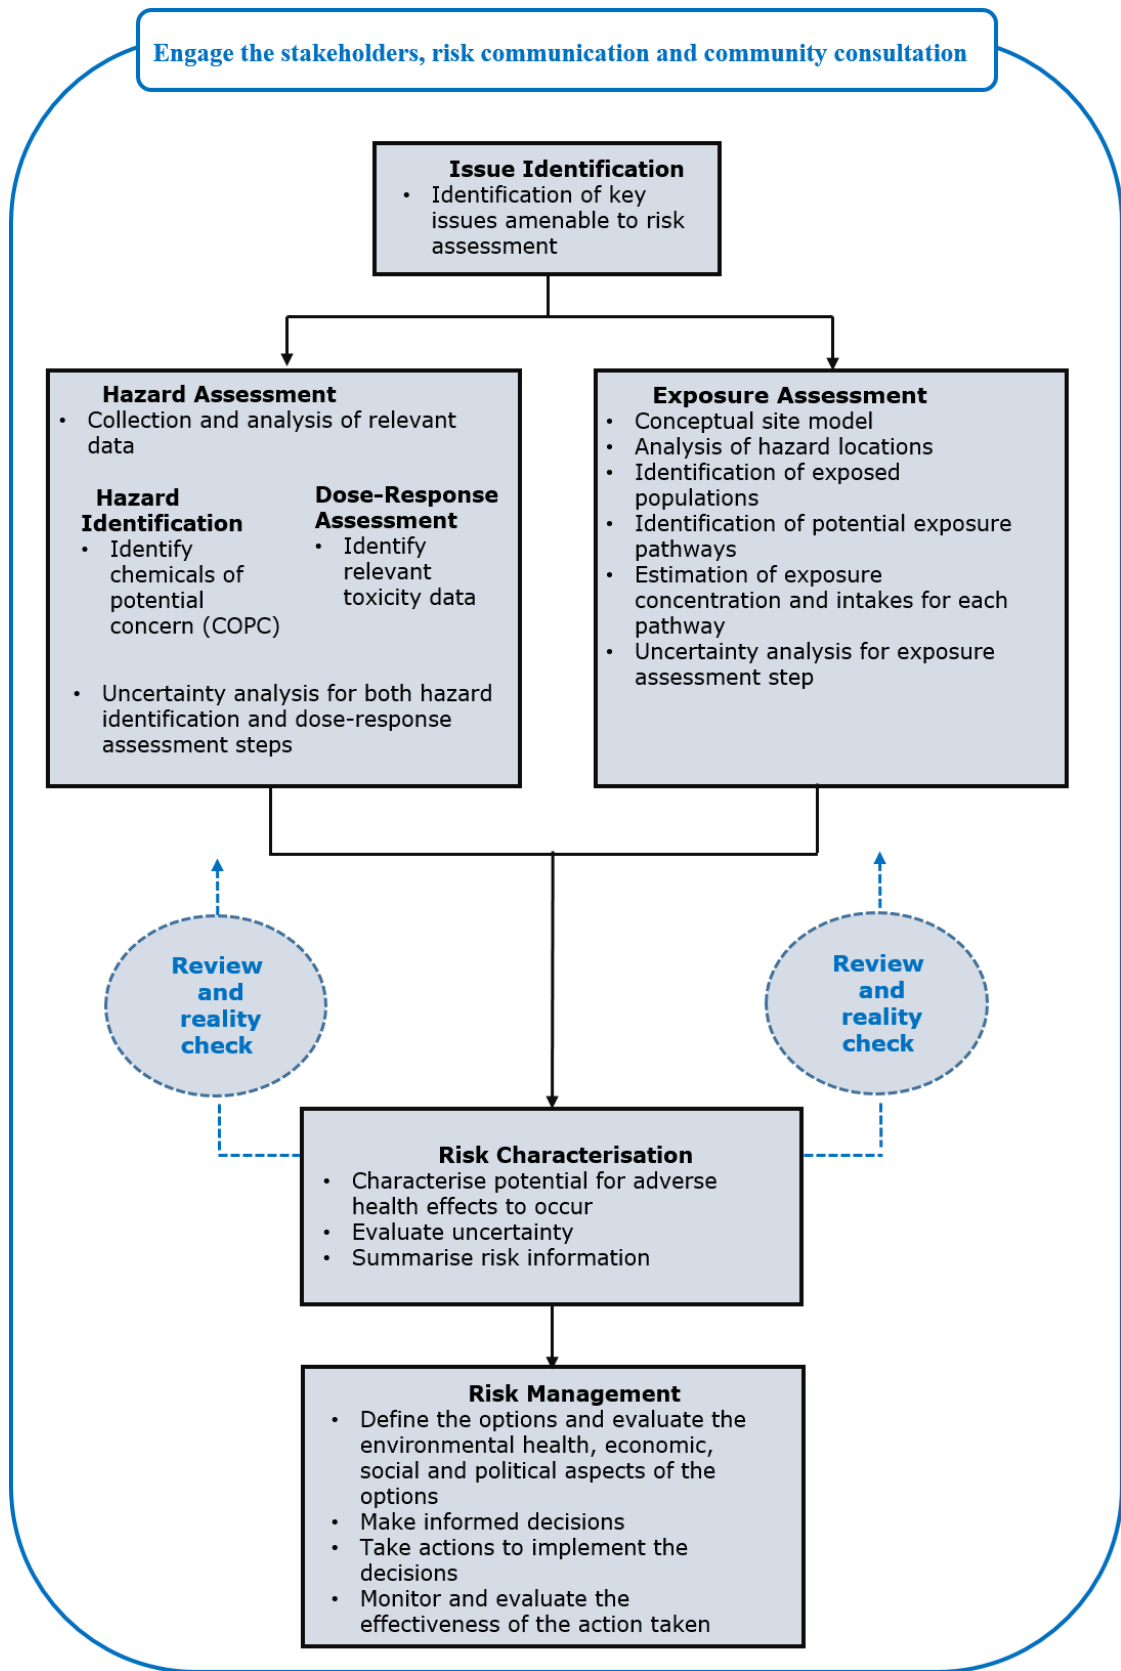 Engage the stakeholders, risk communication and community consultation
Issue Identification
• Identification of key
issues amenable to risk
assessment
Hazard Assessment
• Collection and analysis of relevant
data
Hazard
Identification
• Identify
chemicals of
potential
concern (COPC)
Dose-Response
Assessment
• Identify
relevant
toxicity data
• Uncertainty analysis for both hazard
identification and dose-response
assessment steps
Exposure Assessment
• Conceptual site model
• Analysis of hazard locations
• Identification of exposed
populations
• Identification of potential exposure
pathways
• Estimation of exposure
concentration and intakes for each
pathway
• Uncertainty analysis for exposure
assessment step
Review
and
reality
check
Review
and
reality
check
Risk Characterisation
• Characterise potential for adverse
health effects to occur
• Evaluate uncertainty
• Summarise risk information
Risk Management
• Define the options and evaluate the
environmental health, economic,
social and political aspects of the
options
• Make informed decisions
• Take actions to implement the
decisions
• Monitor and evaluate the
effectiveness of the action taken